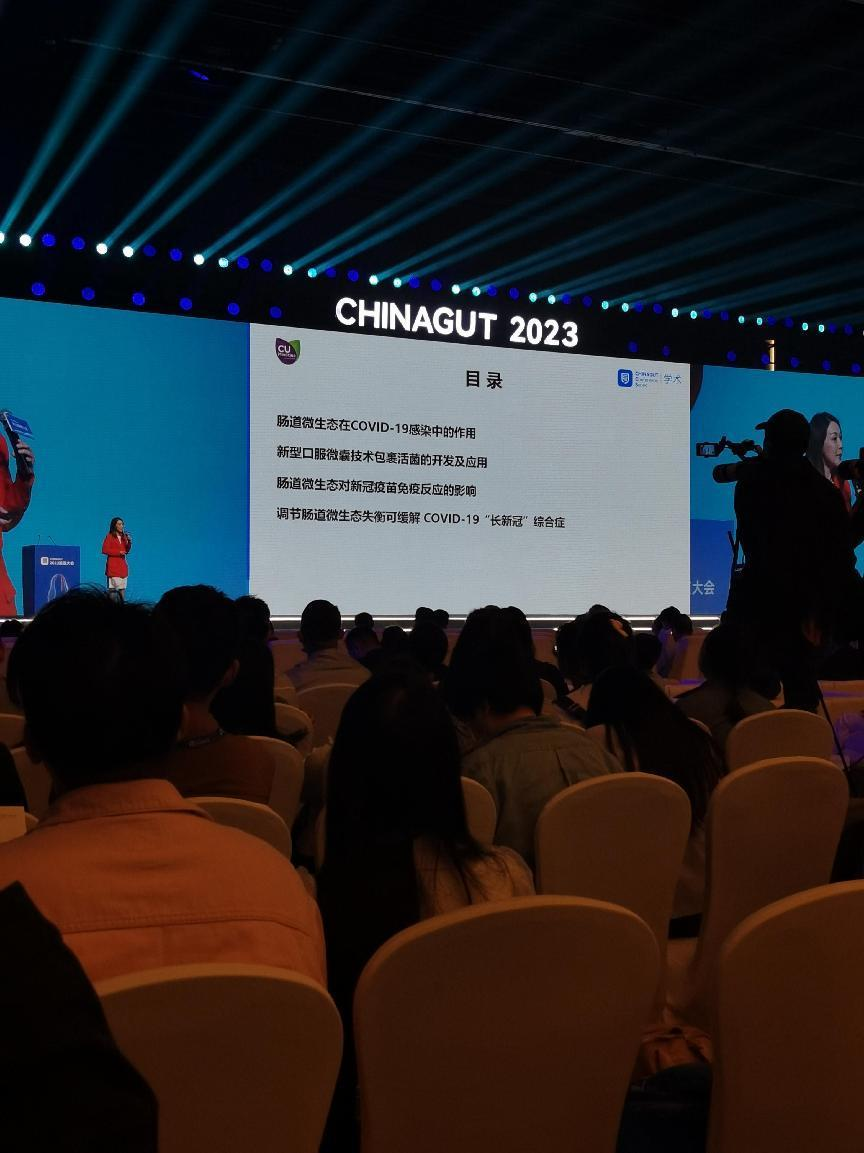 CHINAGUT 2023
CU
CHINAGUT
Conference
学术
目录
肠道微生态在COVID-19感染中的作用
新型口服微囊技术包裹活菌的开发及应用
肠道微生态对新冠疫苗免疫反应的影响
调节肠道微生态失衡可缓解 COVID-19“长新冠”综合症
大会